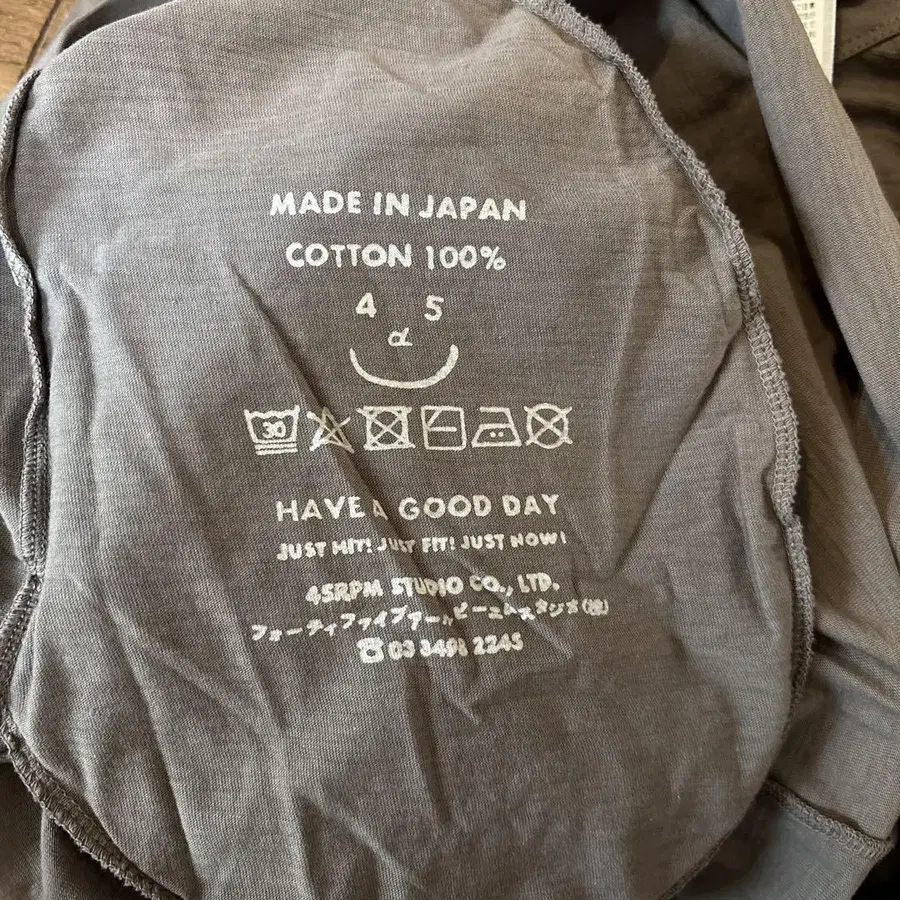 MADE IN JAPAN
COTTON 100%
4 5
R
30
HAVE A GOOD DAY
JUST HIT! JUST FIT! JUST NOW!
45RPM STUDIO CO., LTD.
フォーティファイブアールピーエムスタジオ(株)
☎03 3498 2245